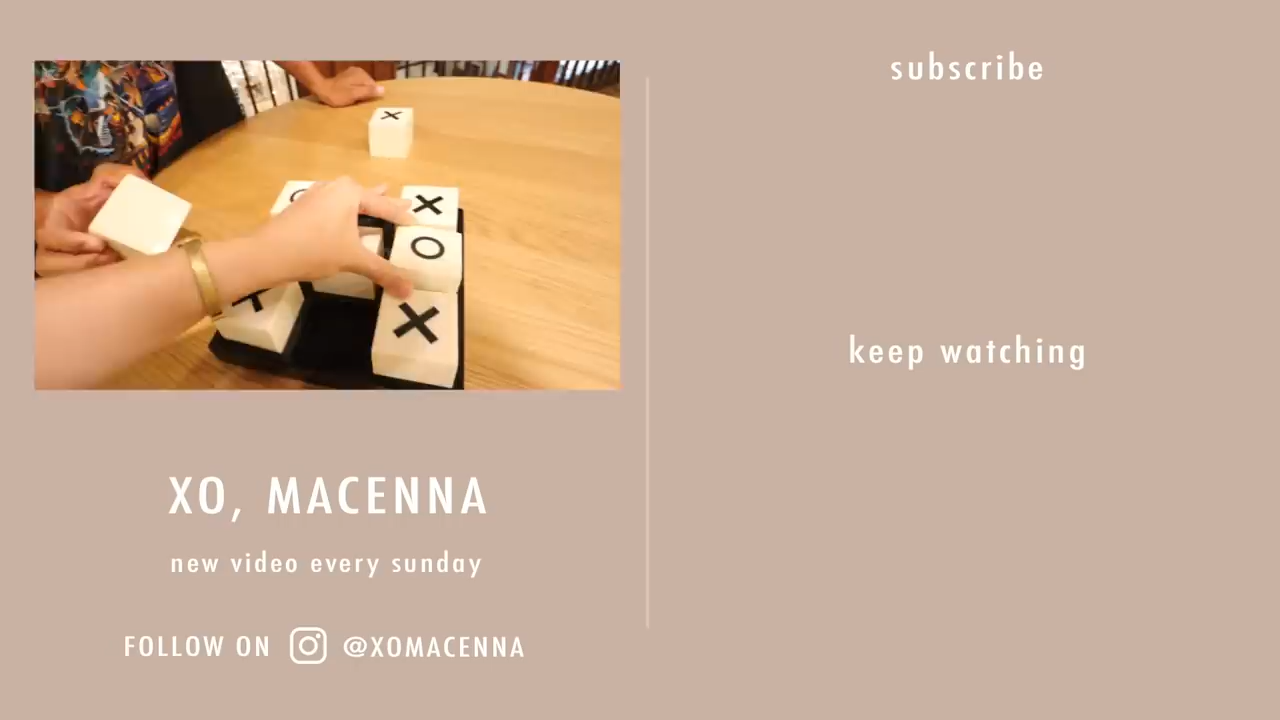 X
O X
O
X X
XO, MACENNA
new video every sunday
FOLLOW ON @XOMACENNA
subscribe
keep watching